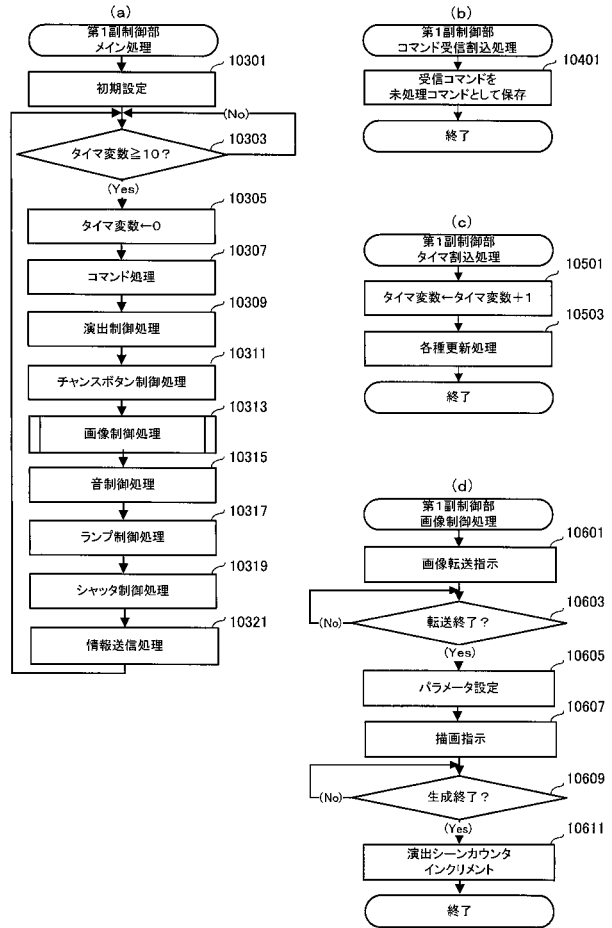 (a)
第1副制御部
メイン処理
10301
初期設定
(No)
10303
タイマ変数≧10?
(Yes)
10305
タイマ変数←0
10307
コマンド処理
10309
演出制御処理
10311
チャンスボタン制御処理
10313
画像制御処理
10315
音制御処理
10317
ランプ制御処理
10319
シャッタ制御処理
10321
情報送信処理
(b)
第1副制御部
コマンド受信割込処理
10401
受信コマンドを
未処理コマンドとして保存
終了
(c)
第1副制御部
タイマ割込処理
10501
タイマ変数←タイマ変数+1
10503
各種更新処理
終了
(d)
第1副制御部
画像制御処理
10601
画像転送指示
10603
転送終了?
(No)
(Yes)
10605
パラメータ設定
10607
描画指示
10609
生成終了?
(No)
(Yes)
10611
演出シーンカウンタ
インクリメント
終了